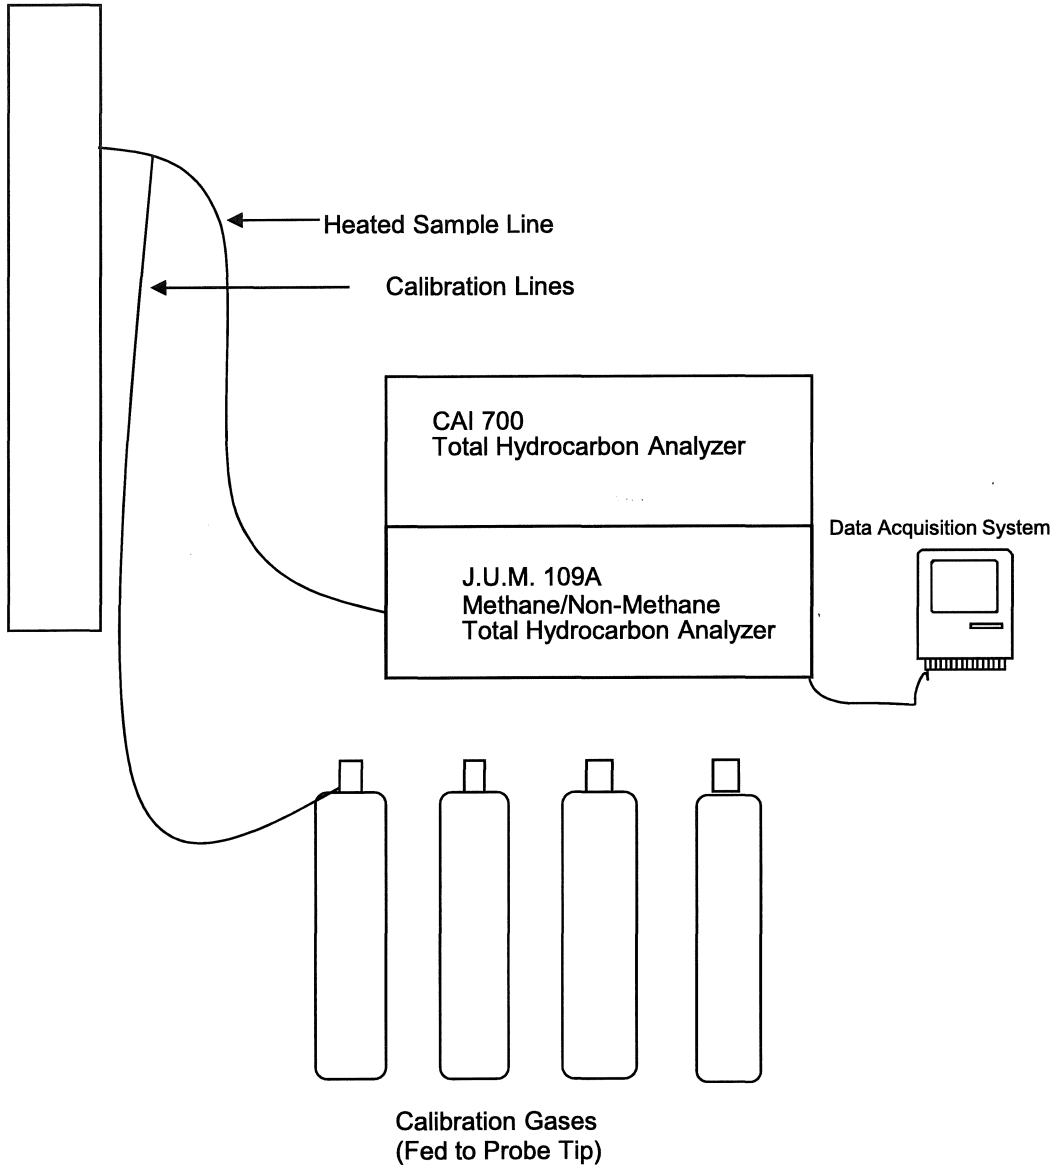 Heated Sample Line
Calibration Lines
CAI 700
Total Hydrocarbon Analyzer
Data Acquisition System
J.U.M. 109A
Methane/Non-Methane
Total Hydrocarbon Analyzer
Calibration Gases
(Fed to Probe Tip)